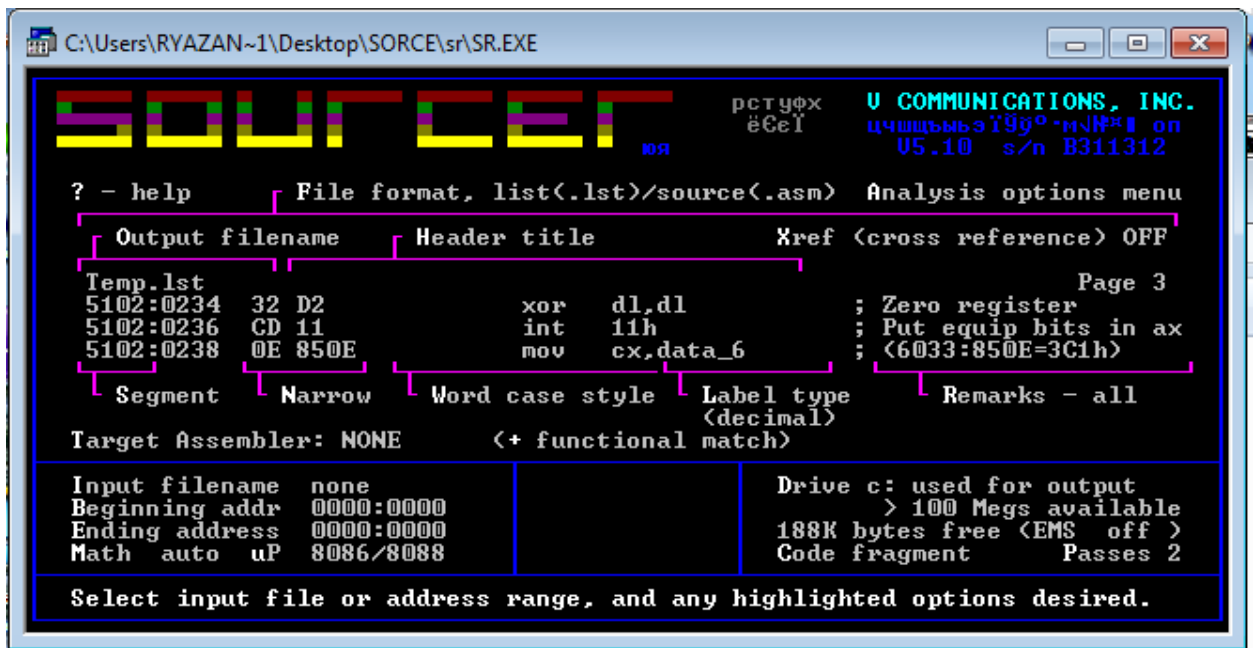 C:\Users\RYAZAN~1\Desktop\SORCE\sr\SR.EXE
SOURCER рстуфх V COMMUNICATIONS, INC.
ёЄєЇ
юя V5.10 s/n B311312
? - help File format, list(.lst)/source(.asm) Analysis options menu
Output filename Header title Xref (cross reference) OFF
Temp.lst Page 3
5102:0234 32 D2 xor dl,dl ; Zero register
5102:0236 CD 11 int 11h ; Put equip bits in ax
5102:0238 0E 850E mov cx,data_6 ; (6033:850E=3C1h)
Segment Narrow Word case style Label type Remarks - all
(decimal)
Target Assembler: NONE (+ functional match)
Input filename none Drive c: used for output
Beginning addr 0000:0000 > 100 Megs available
Ending address 0000:0000 188K bytes free (EMS off )
Math auto uP 8086/8088 Code fragment Passes 2
Select input file or address range, and any highlighted options desired.